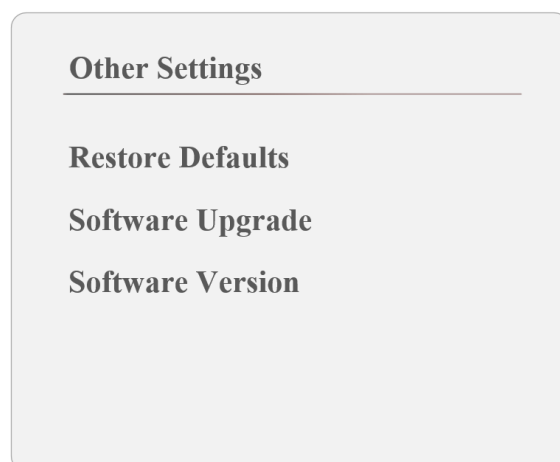 Other Settings
Restore Defaults
Software Upgrade
Software Version